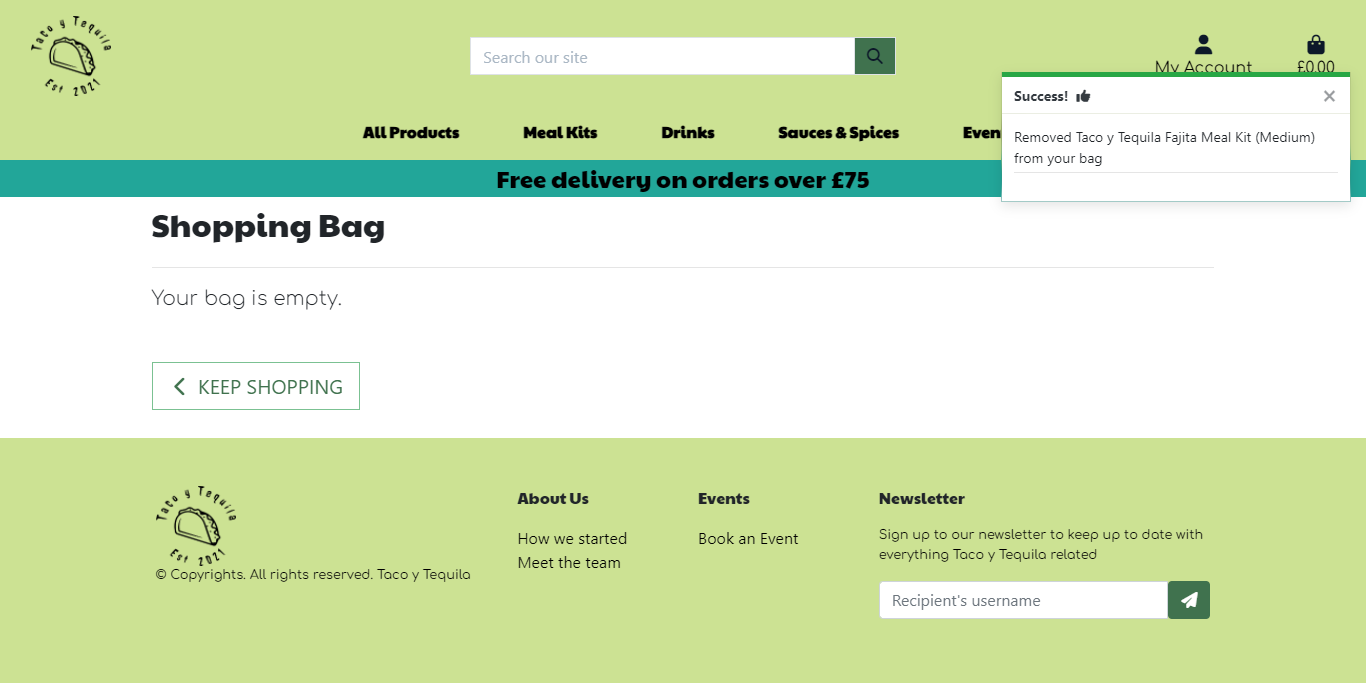 Taco y Tequila
Est 2021
Search our site
My Account
£0.00
Success!
Removed Taco y Tequila Fajita Meal Kit (Medium)
from your bag
All Products
Meal Kits
Drinks
Sauces & Spices
Even
Free delivery on orders over £75
Shopping Bag
Your bag is empty.
KEEP SHOPPING
Taco y Tequila
Est 2021
© Copyrights. All rights reserved. Taco y Tequila
About Us
How we started
Meet the team
Events
Book an Event
Newsletter
Sign up to our newsletter to keep up to date with
everything Taco y Tequila related
Recipient's username